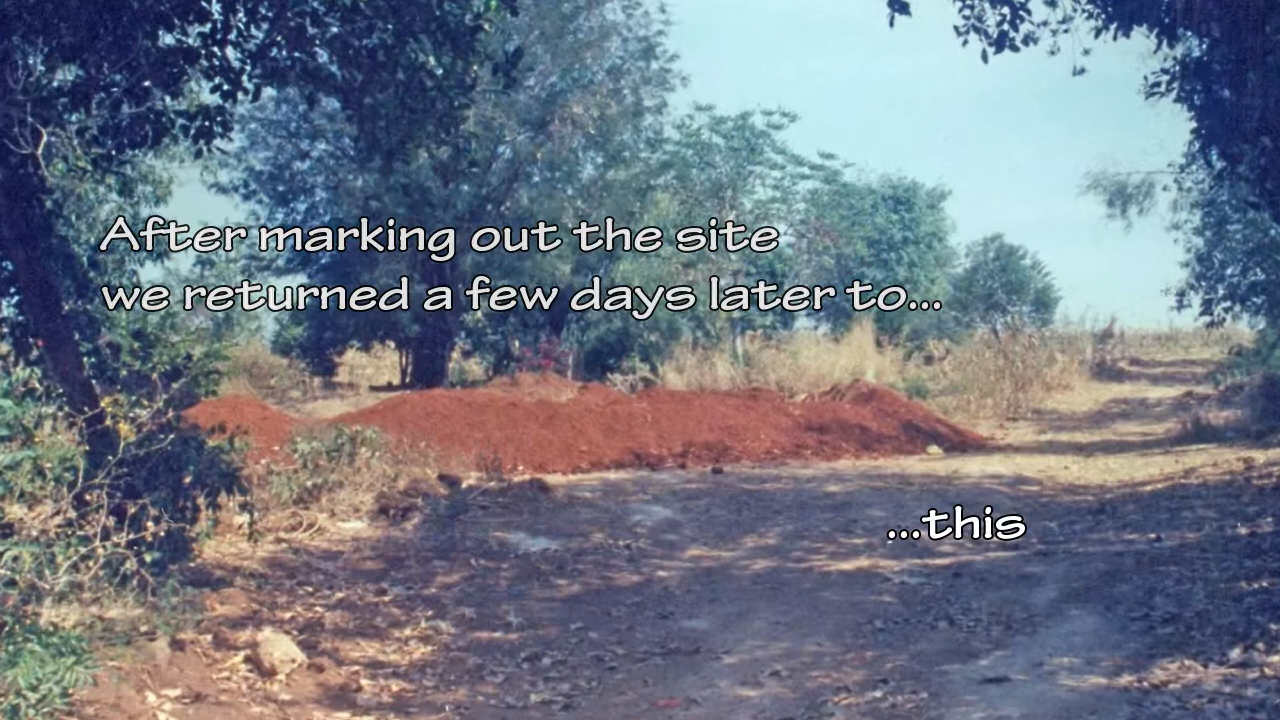 After marking out the site
we returned a few days later to...
...this